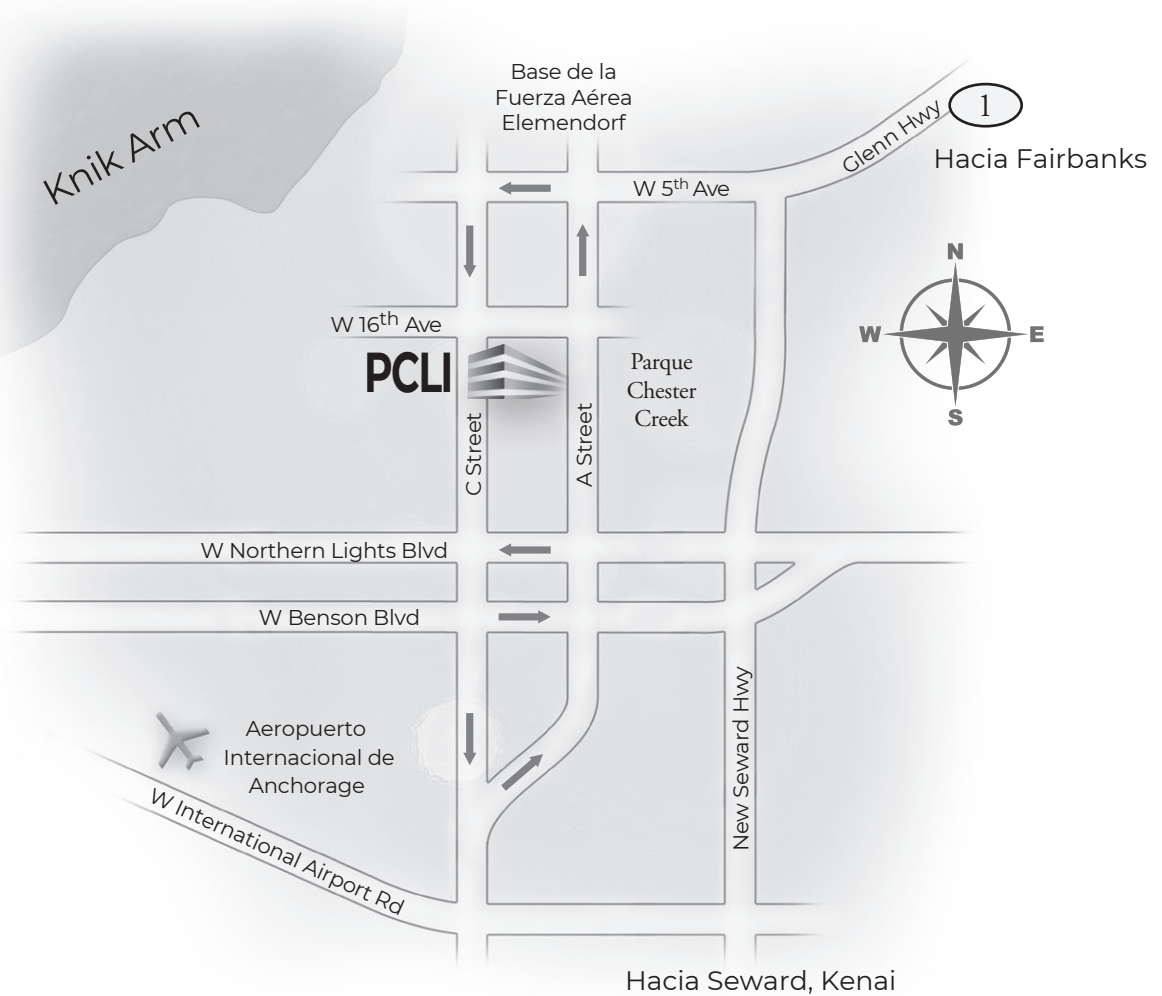 Base de la
Fuerza Aérea
Elemendorf
Knik Arm
Glenn Hwy
1
Hacia Fairbanks
W 5th Ave
N
W
E
S
W 16th Ave
PCLI
Parque
Chester
Creek
C Street
A Street
W Northern Lights Blvd
W Benson Blvd
Aeropuerto
Internacional de
Anchorage
New Seward Hwy
W International Airport Rd
Hacia Seward, Kenai